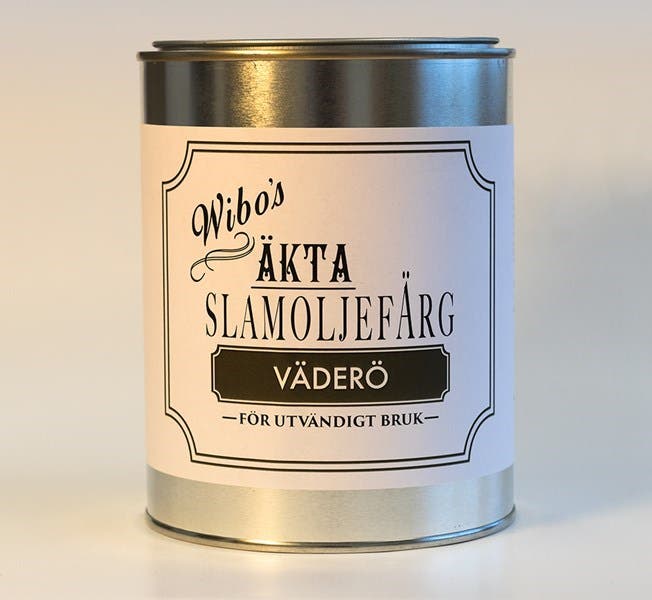 Wibo's
ÄKTA
SLAMOLJEFÄRG
VÄDERÖ
–FÖR UTVÄNDIGT BRUK–